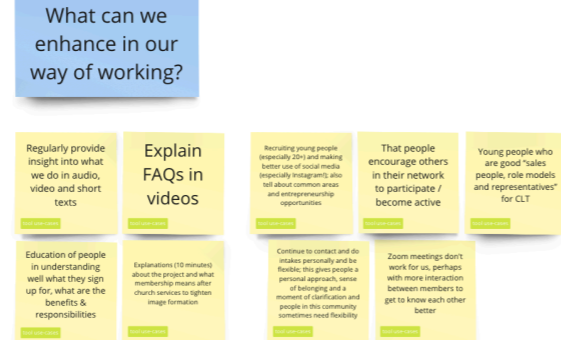 What can we
enhance in our
way of working?
Regularly provide
insight into what
we do in audio,
video and short
texts
Explain
FAQs in
videos
Recruiting young people
(especially 20+) and making
better use of social media
(especially Instagram!); also
tell about common areas
and entrepreneurship
opportunities
That people
encourage others
in their network
to participate /
become active
Young people who
are good "sales
people, role models
and representatives"
for CLT
Education of people
in understanding
well what they sign
up for, what are the
benefits &
responsibilities
Explanations (10 minutes)
about the project and what
membership means after
church services to tighten
image formation
Continue to contact and do
intakes personally and be
flexible; this gives people a
personal approach, sense
of belonging and a
moment of clarification and
people in this community
sometimes need flexibility
Zoom meetings don't
work for us, perhaps
with more interaction
between members to
get to know each other
better